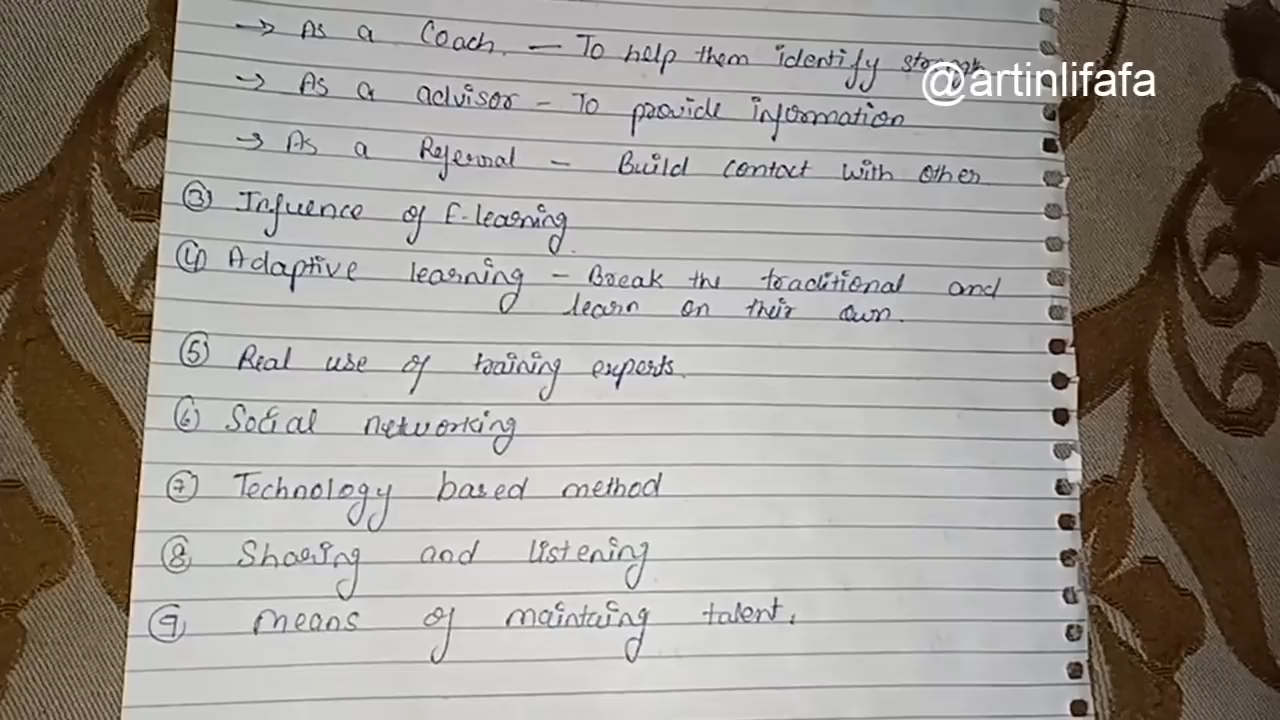 → As a Coach. — To help them identify
@artinlifafa
→ As a advisor - To provide information
→ As a Referral - Build contact with other
③ Infuence of E-learning.
④ Adaptive learning - Break the traditional and
learn on their own.
⑤ Real use of training experts.
⑥ Social networking
⑦ Technology based method
⑧ Sharing and listening
⑨ means of maintaing talent.